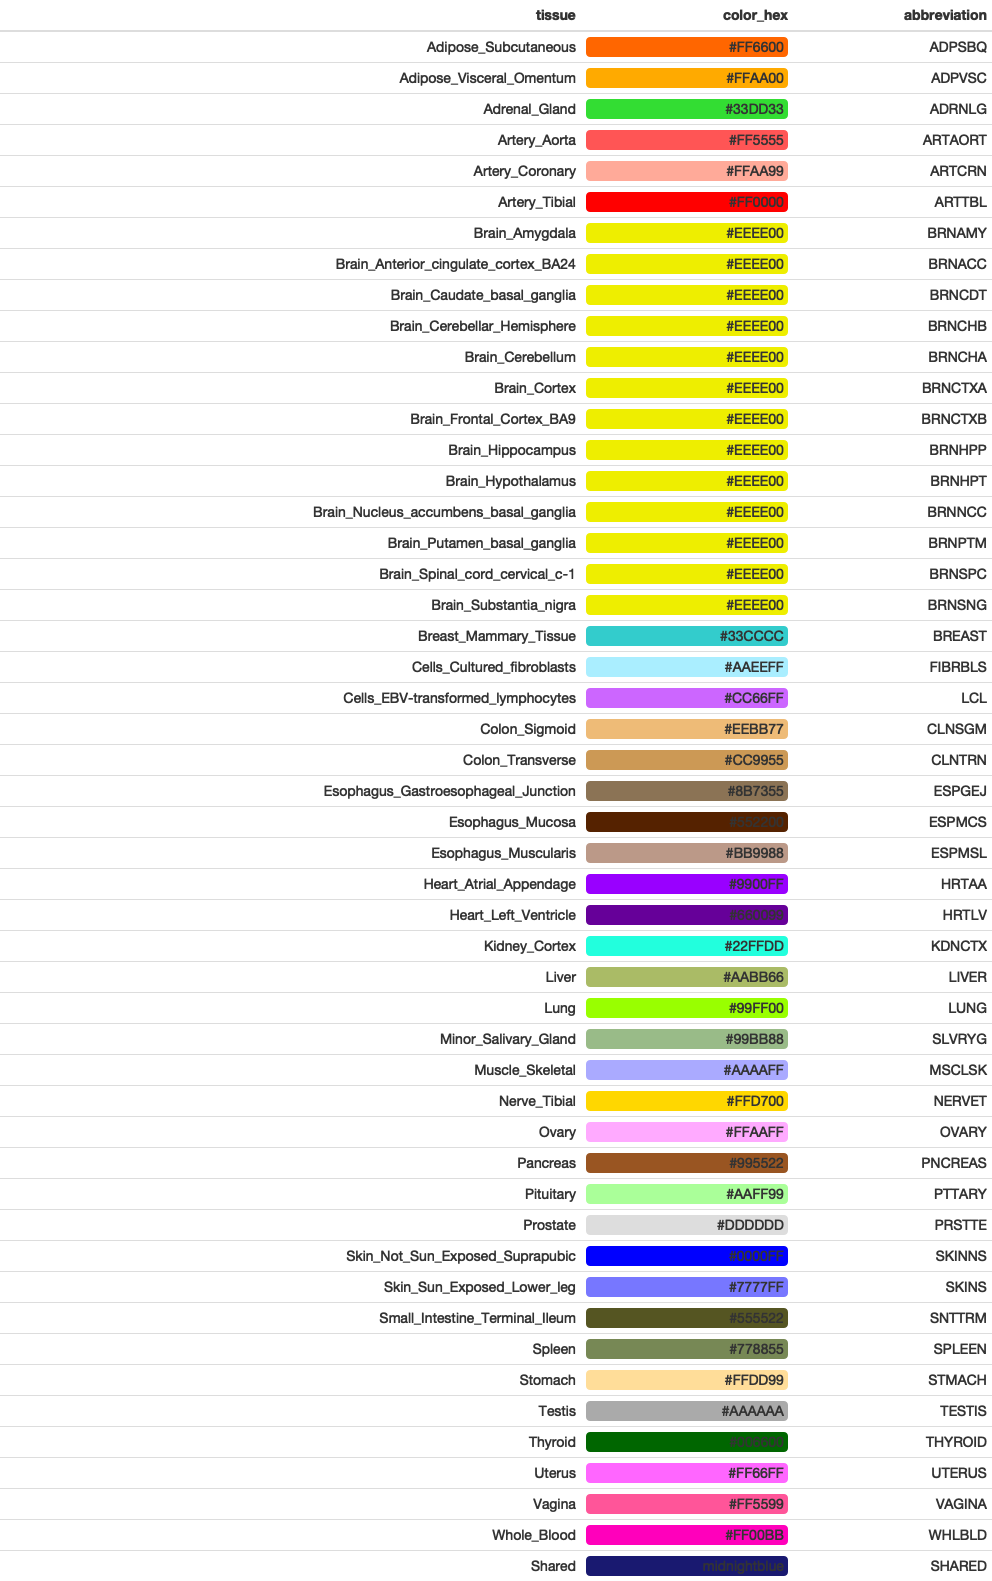 tissue color_hex abbreviation
Adipose_Subcutaneous #FF6600 ADPSBQ
Adipose_Visceral_Omentum #FFAA00 ADPVSC
Adrenal_Gland #33DD33 ADRNLG
Artery_Aorta #FF5555 ARTAORT
Artery_Coronary #FFAA99 ARTCRN
Artery_Tibial #FF0000 ARTTBL
Brain_Amygdala #EEEE00 BRNAMY
Brain_Anterior_cingulate_cortex_BA24 #EEEE00 BRNACC
Brain_Caudate_basal_ganglia #EEEE00 BRNCDT
Brain_Cerebellar_Hemisphere #EEEE00 BRNCHB
Brain_Cerebellum #EEEE00 BRNCHA
Brain_Cortex #EEEE00 BRNCTXA
Brain_Frontal_Cortex_BA9 #EEEE00 BRNCTXB
Brain_Hippocampus #EEEE00 BRNHPP
Brain_Hypothalamus #EEEE00 BRNHPT
Brain_Nucleus_accumbens_basal_ganglia #EEEE00 BRNNCC
Brain_Putamen_basal_ganglia #EEEE00 BRNPTM
Brain_Spinal_cord_cervical_c-1 #EEEE00 BRNSPC
Brain_Substantia_nigra #EEEE00 BRNSNG
Breast_Mammary_Tissue #33CCCC BREAST
Cells_Cultured_fibroblasts #AAEEFF FIBRBLS
Cells_EBV-transformed_lymphocytes #CC66FF LCL
Colon_Sigmoid #EEBB77 CLNSGM
Colon_Transverse #CC9955 CLNTRN
Esophagus_Gastroesophageal_Junction #8B7355 ESPGEJ
Esophagus_Mucosa #552200 ESPMCS
Esophagus_Muscularis #BB9988 ESPMSL
Heart_Atrial_Appendage #9900FF HRTAA
Heart_Left_Ventricle #660099 HRTLV
Kidney_Cortex #22FFDD KDNCTX
Liver #AABB66 LIVER
Lung #99FF00 LUNG
Minor_Salivary_Gland #99BB88 SLVRYG
Muscle_Skeletal #AAAAFF MSCLSK
Nerve_Tibial #FFD700 NERVET
Ovary #FFAAFF OVARY
Pancreas #995522 PNCREAS
Pituitary #AAFF99 PTTARY
Prostate #DDDDDD PRSTTE
Skin_Not_Sun_Exposed_Suprapubic #0000FF SKINNS
Skin_Sun_Exposed_Lower_leg #7777FF SKINS
Small_Intestine_Terminal_Ileum #555522 SNTTRM
Spleen #778855 SPLEEN
Stomach #FFDD99 STMACH
Testis #AAAAAA TESTIS
Thyroid #006600 THYROID
Uterus #FF66FF UTERUS
Vagina #FF5599 VAGINA
Whole_Blood #FF00BB WHLBLD
Shared midnightblue SHARED